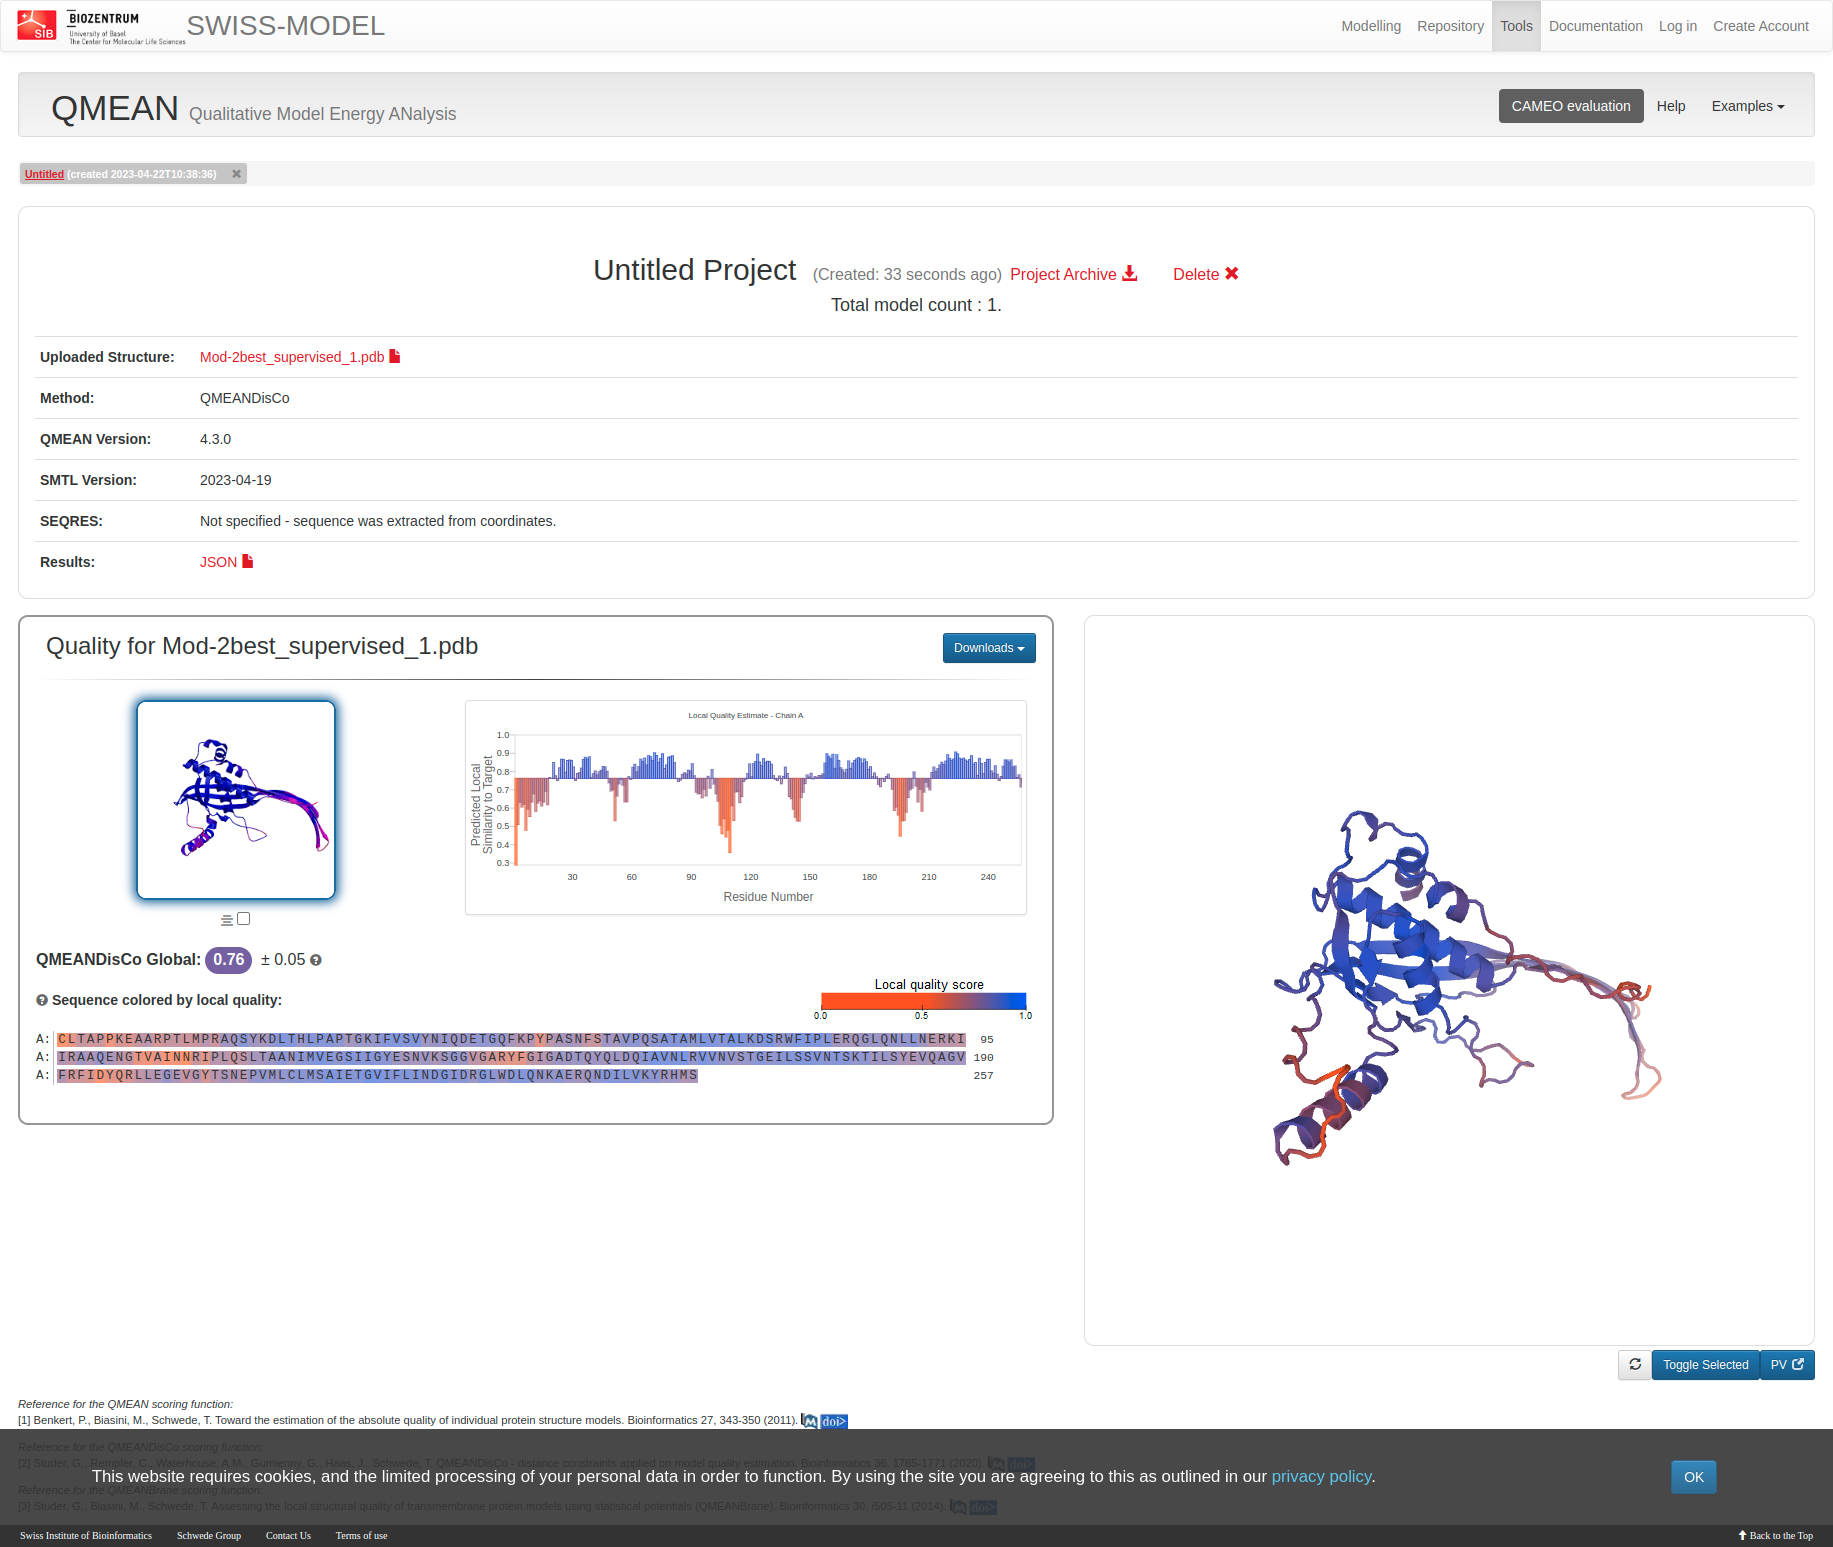 SIB
BIOZENTRUM
University of Basel
The Center for Molecular Life Sciences
SWISS-MODEL
Modelling Repository Tools Documentation Log in Create Account
QMEAN Qualitative Model Energy ANalysis
CAMEO evaluation Help Examples
Untitled (created 2023-04-22T10:38:36)
Untitled Project (Created: 33 seconds ago) Project Archive Delete
Total model count : 1.
Uploaded Structure: Mod-2best_supervised_1.pdb
Method: QMEANDisCo
QMEAN Version: 4.3.0
SMTL Version: 2023-04-19
SEQRES: Not specified - sequence was extracted from coordinates.
Results: JSON
Quality for Mod-2best_supervised_1.pdb
Downloads
Local Quality Estimate - Chain A
Predicted Local
Similarity to Target
1.0
0.9
0.8
0.7
0.6
0.5
0.4
0.3
30 60 90 120 150 180 210 240
Residue Number
QMEANDisCo Global: 0.76 ± 0.05
Sequence colored by local quality:
Local quality score
0.0 0.5 1.0
A: CLTAPPKEAARPTLMPRAQSYKDLTHLPAPTGKIFVSVYNIQDETGQFKPYPASNFSTAVPQSATAMLVTALKDSRWFIPLERQGLQNLLNERKI 95
A: IRAAQENGTVAINNRIPLQSLTAANIMVEGSIIGYESNVKSGGVGARYFGIGADTQYQLDQIAVNLRVVNVSTGEILSSVNTSKTILSYEVQAGV 190
A: FRFIDYQRLLEGEVGYTSNEPVMLCLMSAIETGVIFLINDGIDRGLWDLQNKAERQNDILVKYRHMS 257
Toggle Selected PV
Reference for the QMEAN scoring function:
[1] Benkert, P., Biasini, M., Schwede, T. Toward the estimation of the absolute quality of individual protein structure models. Bioinformatics 27, 343-350 (2011). doi>
Reference for the QMEANDisCo scoring function:
[2] Studer, G., Rempfer, C., Waterhouse, A.M., Gumienny, G., Haas, J., Schwede, T. QMEANDisCo - distance constraints applied on model quality estimation. Bioinformatics 36, 1765-1771 (2020). doi>
This website requires cookies, and the limited processing of your personal data in order to function. By using the site you are agreeing to this as outlined in our privacy policy.
OK
Reference for the QMEANBrane scoring function:
[3] Studer, G., Biasini, M., Schwede, T. Assessing the local structural quality of transmembrane protein models using statistical potentials (QMEANBrane). Bioinformatics 30, i505-11 (2014). doi>
Swiss Institute of Bioinformatics Schwede Group Contact Us Terms of use
Back to the Top